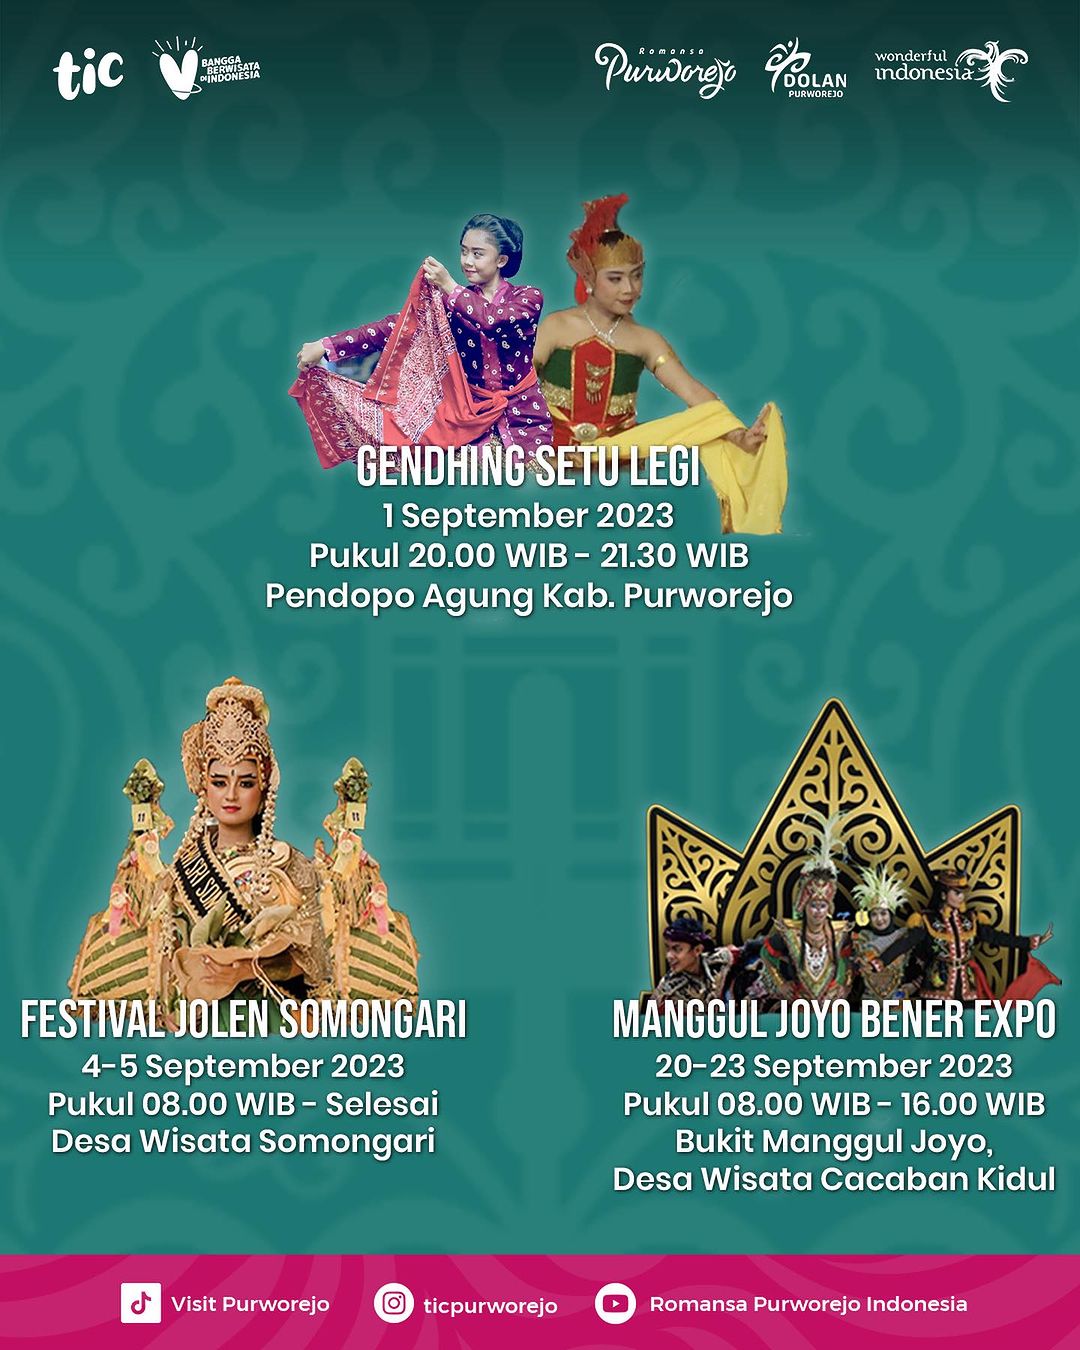 tic
BANGGA
BERWISATA
DI INDONESIA
Romansa
Purworejo
DOLAN
PURWOREJO
wonderful
indonesia
GENDHING SETU LEGI
1 September 2023
Pukul 20.00 WIB - 21.30 WIB
Pendopo Agung Kab. Purworejo
FESTIVAL JOLEN SOMONGARI
4-5 September 2023
Pukul 08.00 WIB - Selesai
Desa Wisata Somongari
MANGGUL JOYO BENER EXPO
20-23 September 2023
Pukul 08.00 WIB - 16.00 WIB
Bukit Manggul Joyo,
Desa Wisata Cacaban Kidul
Visit Purworejo
ticpurworejo
Romansa Purworejo Indonesia